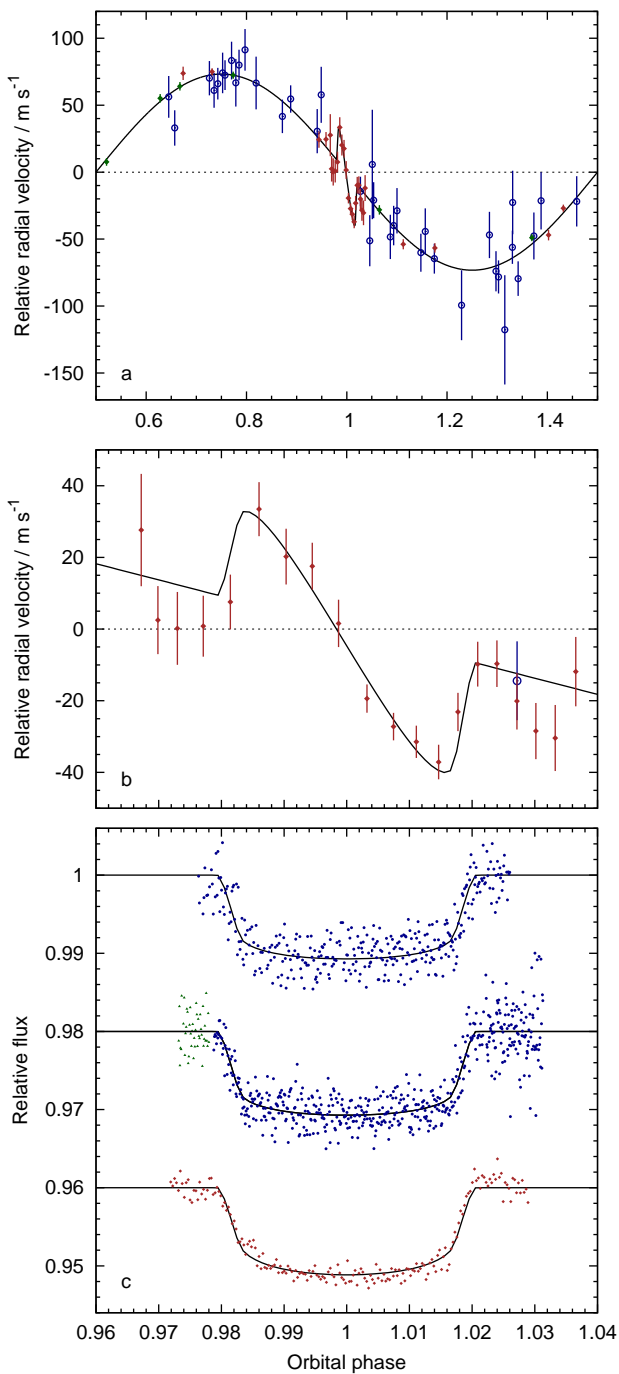 100
50
0
-50
-100
-150
Relative radial velocity / m s-1
a
0.6 0.8 1 1.2 1.4
40
20
0
-20
-40
Relative radial velocity / m s-1
b
1
0.99
0.98
0.97
0.96
0.95
Relative flux
c
0.96 0.97 0.98 0.99 1 1.01 1.02 1.03 1.04
Orbital phase